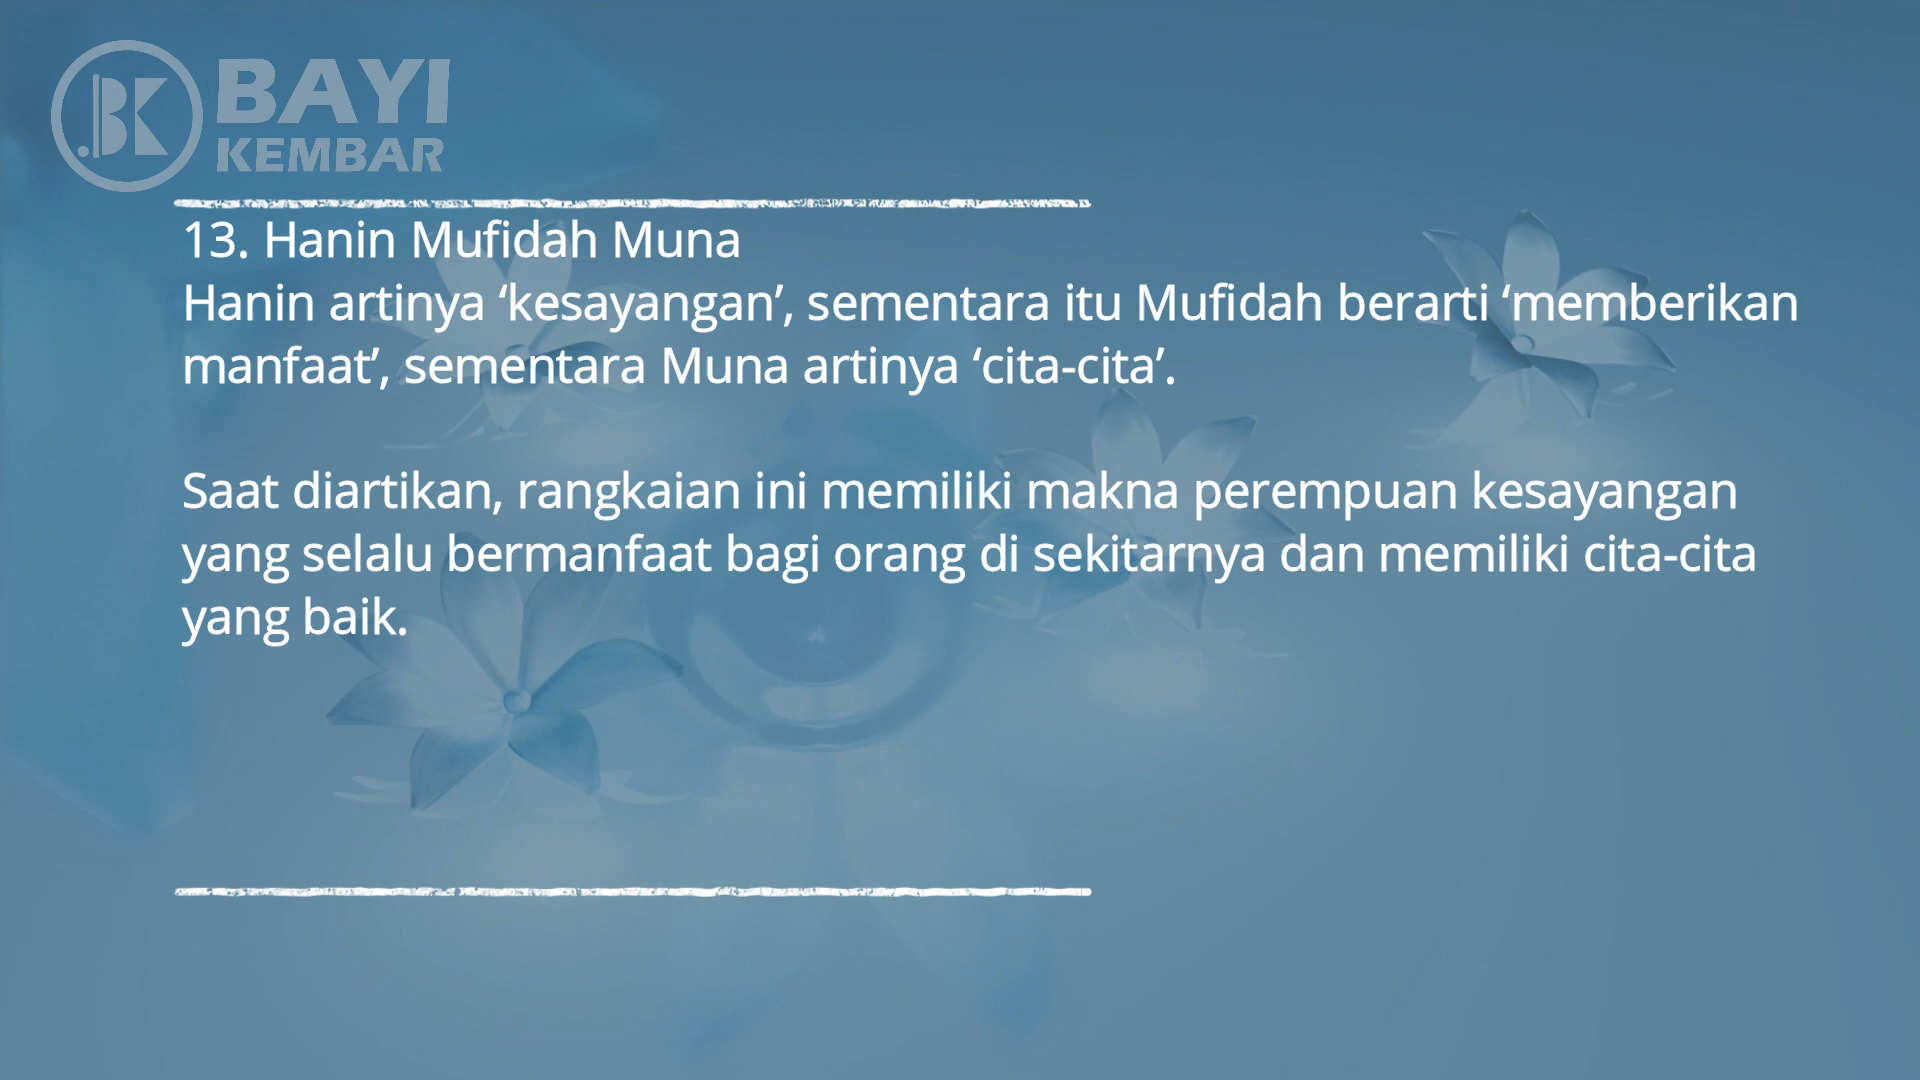 BAYI
KEMBAR
13. Hanin Mufidah Muna
Hanin artinya ‘kesayangan’, sementara itu Mufidah berarti ‘memberikan
manfaat’, sementara Muna artinya ‘cita-cita’.
Saat diartikan, rangkaian ini memiliki makna perempuan kesayangan
yang selalu bermanfaat bagi orang di sekitarnya dan memiliki cita-cita
yang baik.